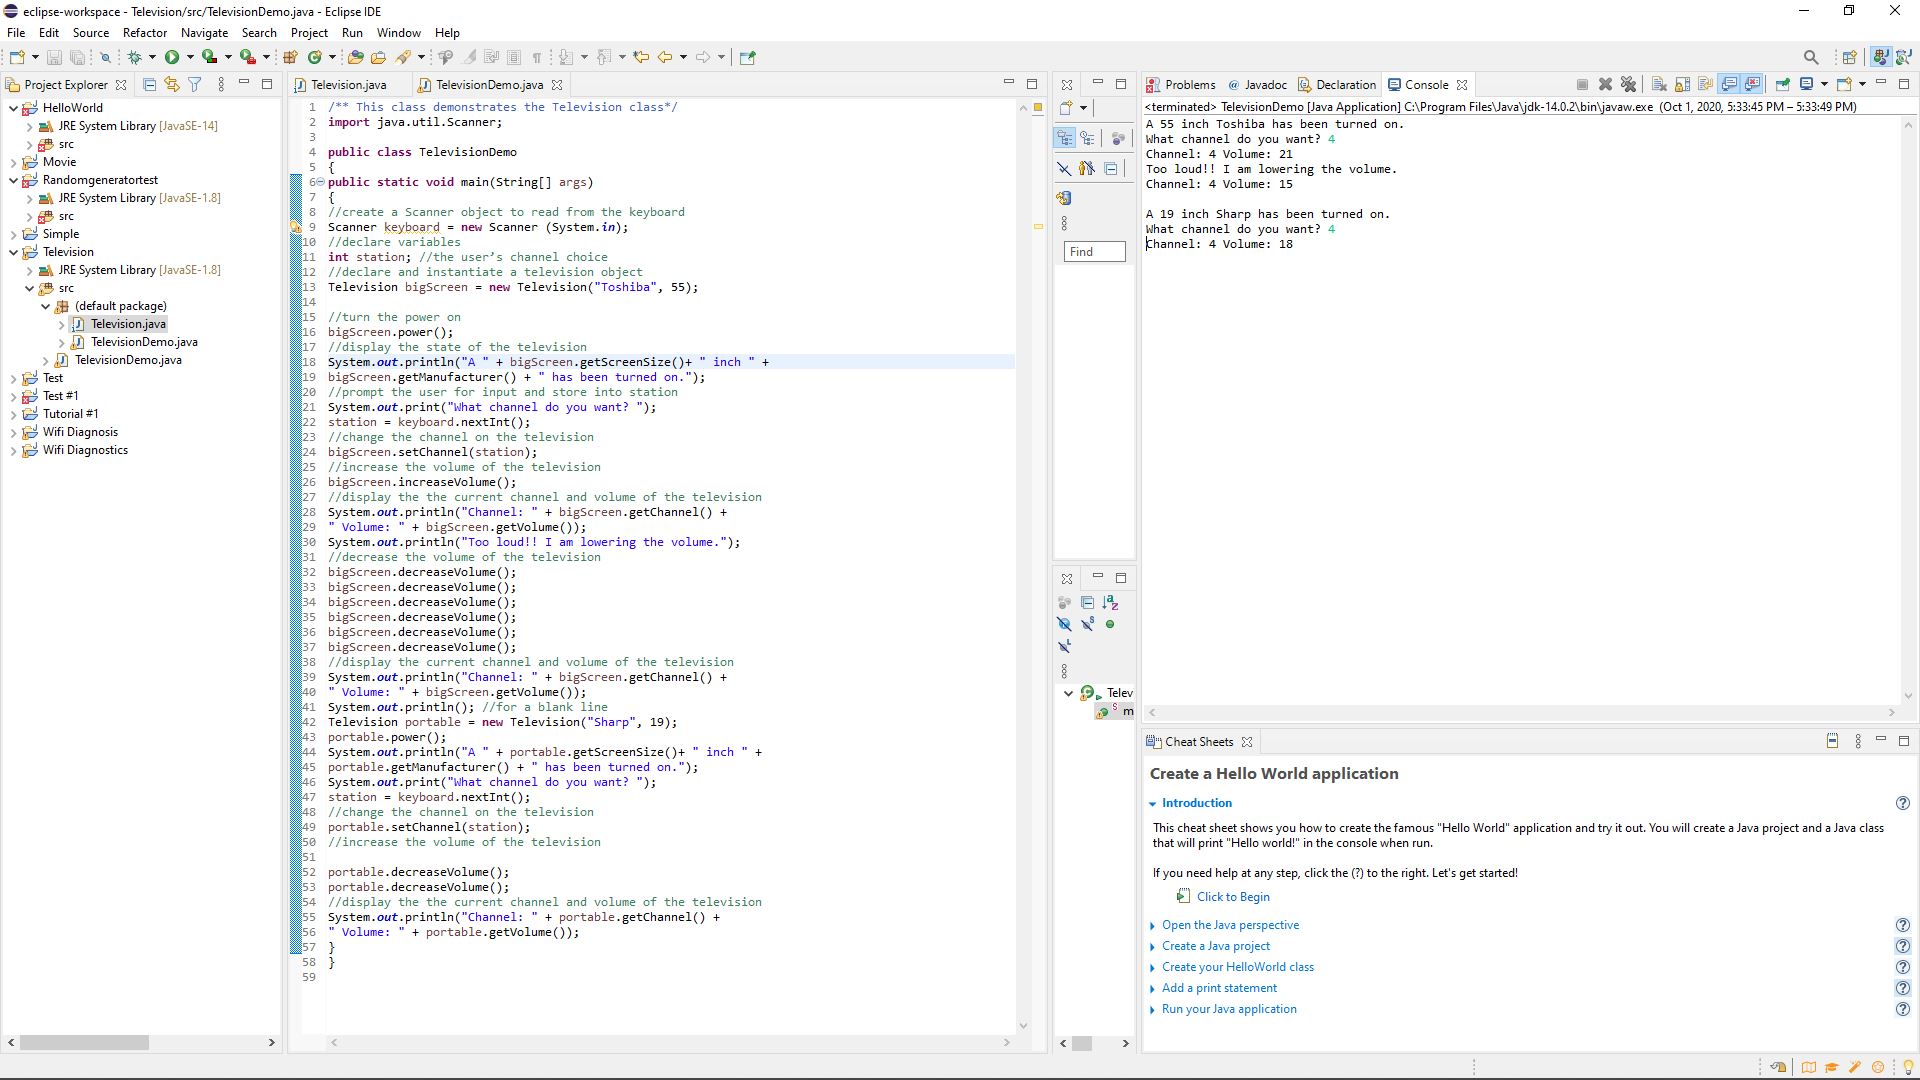 eclipse-workspace - Television/src/TelevisionDemo.java - Eclipse IDE
File Edit Source Refactor Navigate Search Project Run Window Help
Project Explorer
HelloWorld
JRE System Library [JavaSE-14]
src
Movie
Randomgeneratortest
JRE System Library [JavaSE-1.8]
src
Simple
Television
JRE System Library [JavaSE-1.8]
src
(default package)
Television.java
TelevisionDemo.java
TelevisionDemo.java
Test
Test #1
Tutorial #1
Wifi Diagnosis
Wifi Diagnostics
Television.java TelevisionDemo.java
1 /** This class demonstrates the Television class*/
2 import java.util.Scanner;
3
4 public class TelevisionDemo
5 {
6 public static void main(String[] args)
7 {
8 //create a Scanner object to read from the keyboard
9 Scanner keyboard = new Scanner (System.in);
10 //declare variables
11 int station; //the user’s channel choice
12 //declare and instantiate a television object
13 Television bigScreen = new Television("Toshiba", 55);
14
15 //turn the power on
16 bigScreen.power();
17 //display the state of the television
18 System.out.println("A " + bigScreen.getScreenSize()+ " inch " +
19 bigScreen.getManufacturer() + " has been turned on.");
20 //prompt the user for input and store into station
21 System.out.print("What channel do you want? ");
22 station = keyboard.nextInt();
23 //change the channel on the television
24 bigScreen.setChannel(station);
25 //increase the volume of the television
26 bigScreen.increaseVolume();
27 //display the the current channel and volume of the television
28 System.out.println("Channel: " + bigScreen.getChannel() +
29 " Volume: " + bigScreen.getVolume());
30 System.out.println("Too loud!! I am lowering the volume.");
31 //decrease the volume of the television
32 bigScreen.decreaseVolume();
33 bigScreen.decreaseVolume();
34 bigScreen.decreaseVolume();
35 bigScreen.decreaseVolume();
36 bigScreen.decreaseVolume();
37 bigScreen.decreaseVolume();
38 //display the current channel and volume of the television
39 System.out.println("Channel: " + bigScreen.getChannel() +
40 " Volume: " + bigScreen.getVolume());
41 System.out.println(); //for a blank line
42 Television portable = new Television("Sharp", 19);
43 portable.power();
44 System.out.println("A " + portable.getScreenSize()+ " inch " +
45 portable.getManufacturer() + " has been turned on.");
46 System.out.print("What channel do you want? ");
47 station = keyboard.nextInt();
48 //change the channel on the television
49 portable.setChannel(station);
50 //increase the volume of the television
51
52 portable.decreaseVolume();
53 portable.decreaseVolume();
54 //display the the current channel and volume of the television
55 System.out.println("Channel: " + portable.getChannel() +
56 " Volume: " + portable.getVolume());
57 }
58 }
59
Find
Telev
m
Problems @ Javadoc Declaration Console
<terminated> TelevisionDemo [Java Application] C:\Program Files\Java\jdk-14.0.2\bin\javaw.exe (Oct 1, 2020, 5:33:45 PM – 5:33:49 PM)
A 55 inch Toshiba has been turned on.
What channel do you want? 4
Channel: 4 Volume: 21
Too loud!! I am lowering the volume.
Channel: 4 Volume: 15
A 19 inch Sharp has been turned on.
What channel do you want? 4
Channel: 4 Volume: 18
Cheat Sheets
Create a Hello World application
Introduction
This cheat sheet shows you how to create the famous "Hello World" application and try it out. You will create a Java project and a Java class
that will print "Hello world!" in the console when run.
If you need help at any step, click the (?) to the right. Let's get started!
Click to Begin
Open the Java perspective
Create a Java project
Create your HelloWorld class
Add a print statement
Run your Java application